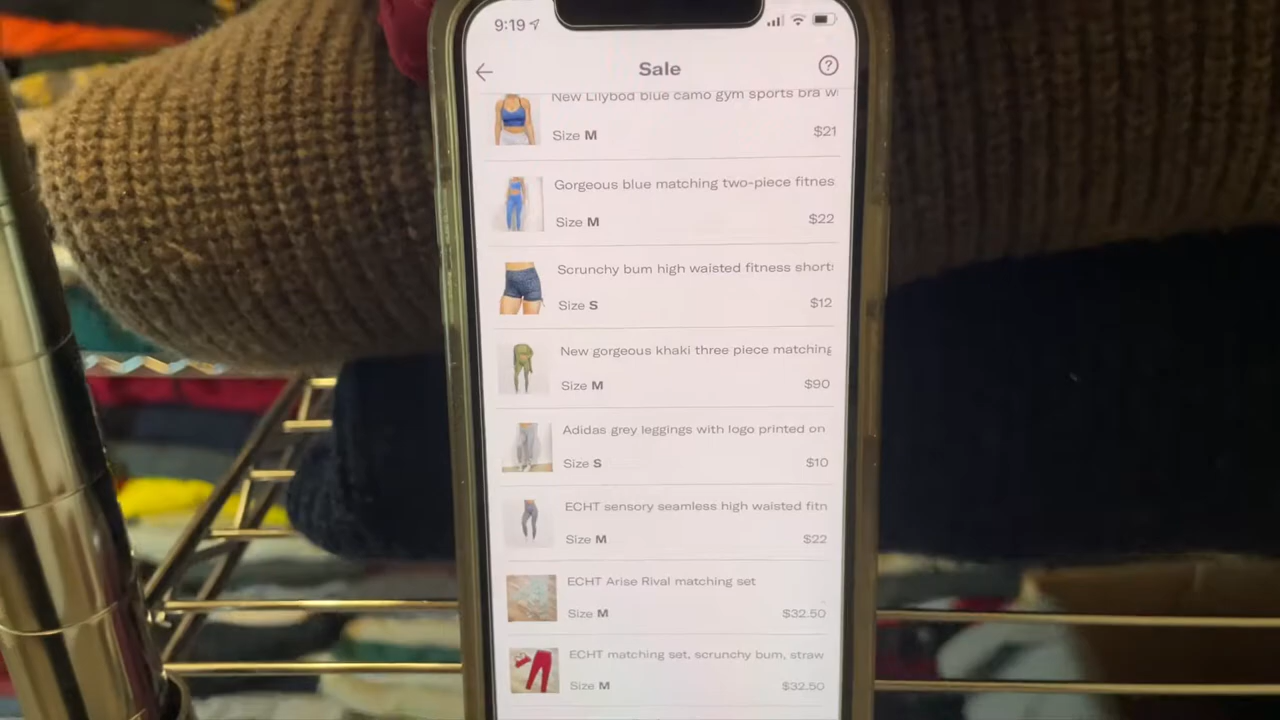 9:19
Sale
New Lilybod blue camo gym sports bra w
Size M
$21
Gorgeous blue matching two-piece fitnes
Size M
$22
Scrunchy bum high waisted fitness shorts
Size S
$12
New gorgeous khaki three piece matching
Size M
$90
Adidas grey leggings with logo printed on
Size S
$10
ECHT sensory seamless high waisted fitn
Size M
$22
ECHT Arise Rival matching set
Size M
$32.50
ECHT matching set, scrunchy bum, straw
Size M
$32.50